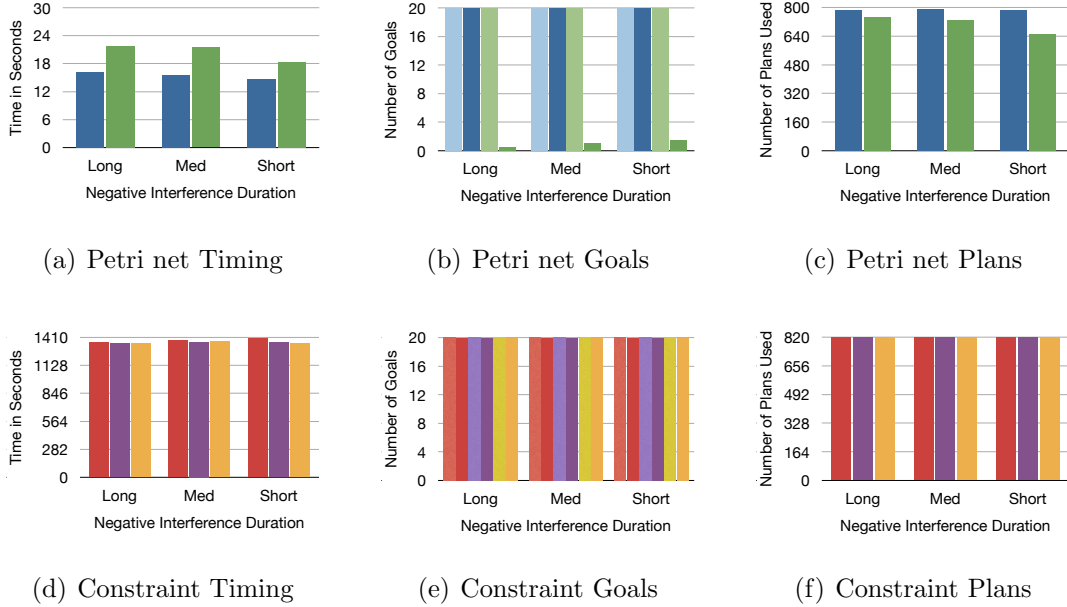 Time in Seconds
30
24
18
12
6
0
Long Med Short
Negative Interference Duration
(a) Petri net Timing
Number of Goals
20
16
12
8
4
0
Long Med Short
Negative Interference Duration
(b) Petri net Goals
Number of Plans Used
800
640
480
320
160
0
Long Med Short
Negative Interference Duration
(c) Petri net Plans
Time in Seconds
1410
1128
846
564
282
0
Long Med Short
Negative Interference Duration
(d) Constraint Timing
Number of Goals
20
16
12
8
4
0
Long Med Short
Negative Interference Duration
(e) Constraint Goals
Number of Plans Used
820
656
492
328
164
0
Long Med Short
Negative Interference Duration
(f) Constraint Plans